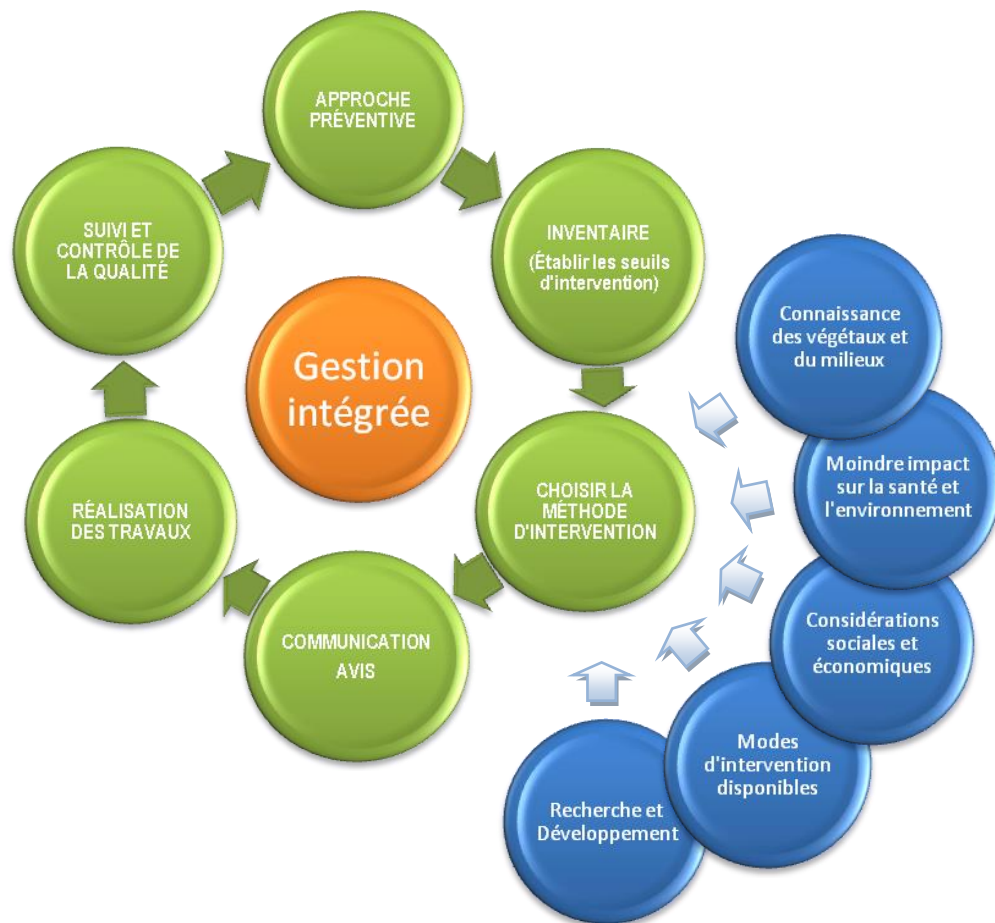 APPROCHE
PRÉVENTIVE
INVENTAIRE
(Établir les seuils
d'intervention)
CHOISIR LA
MÉTHODE
D'INTERVENTION
COMMUNICATION
AVIS
RÉALISATION
DES TRAVAUX
SUIVI ET
CONTRÔLE DE
LA QUALITÉ
Gestion
intégrée
Connaissance
des végétaux et
du milieux
Moindre impact
sur la santé et
l'environnement
Considérations
sociales et
économiques
Modes
d'intervention
disponibles
Recherche et
Développement